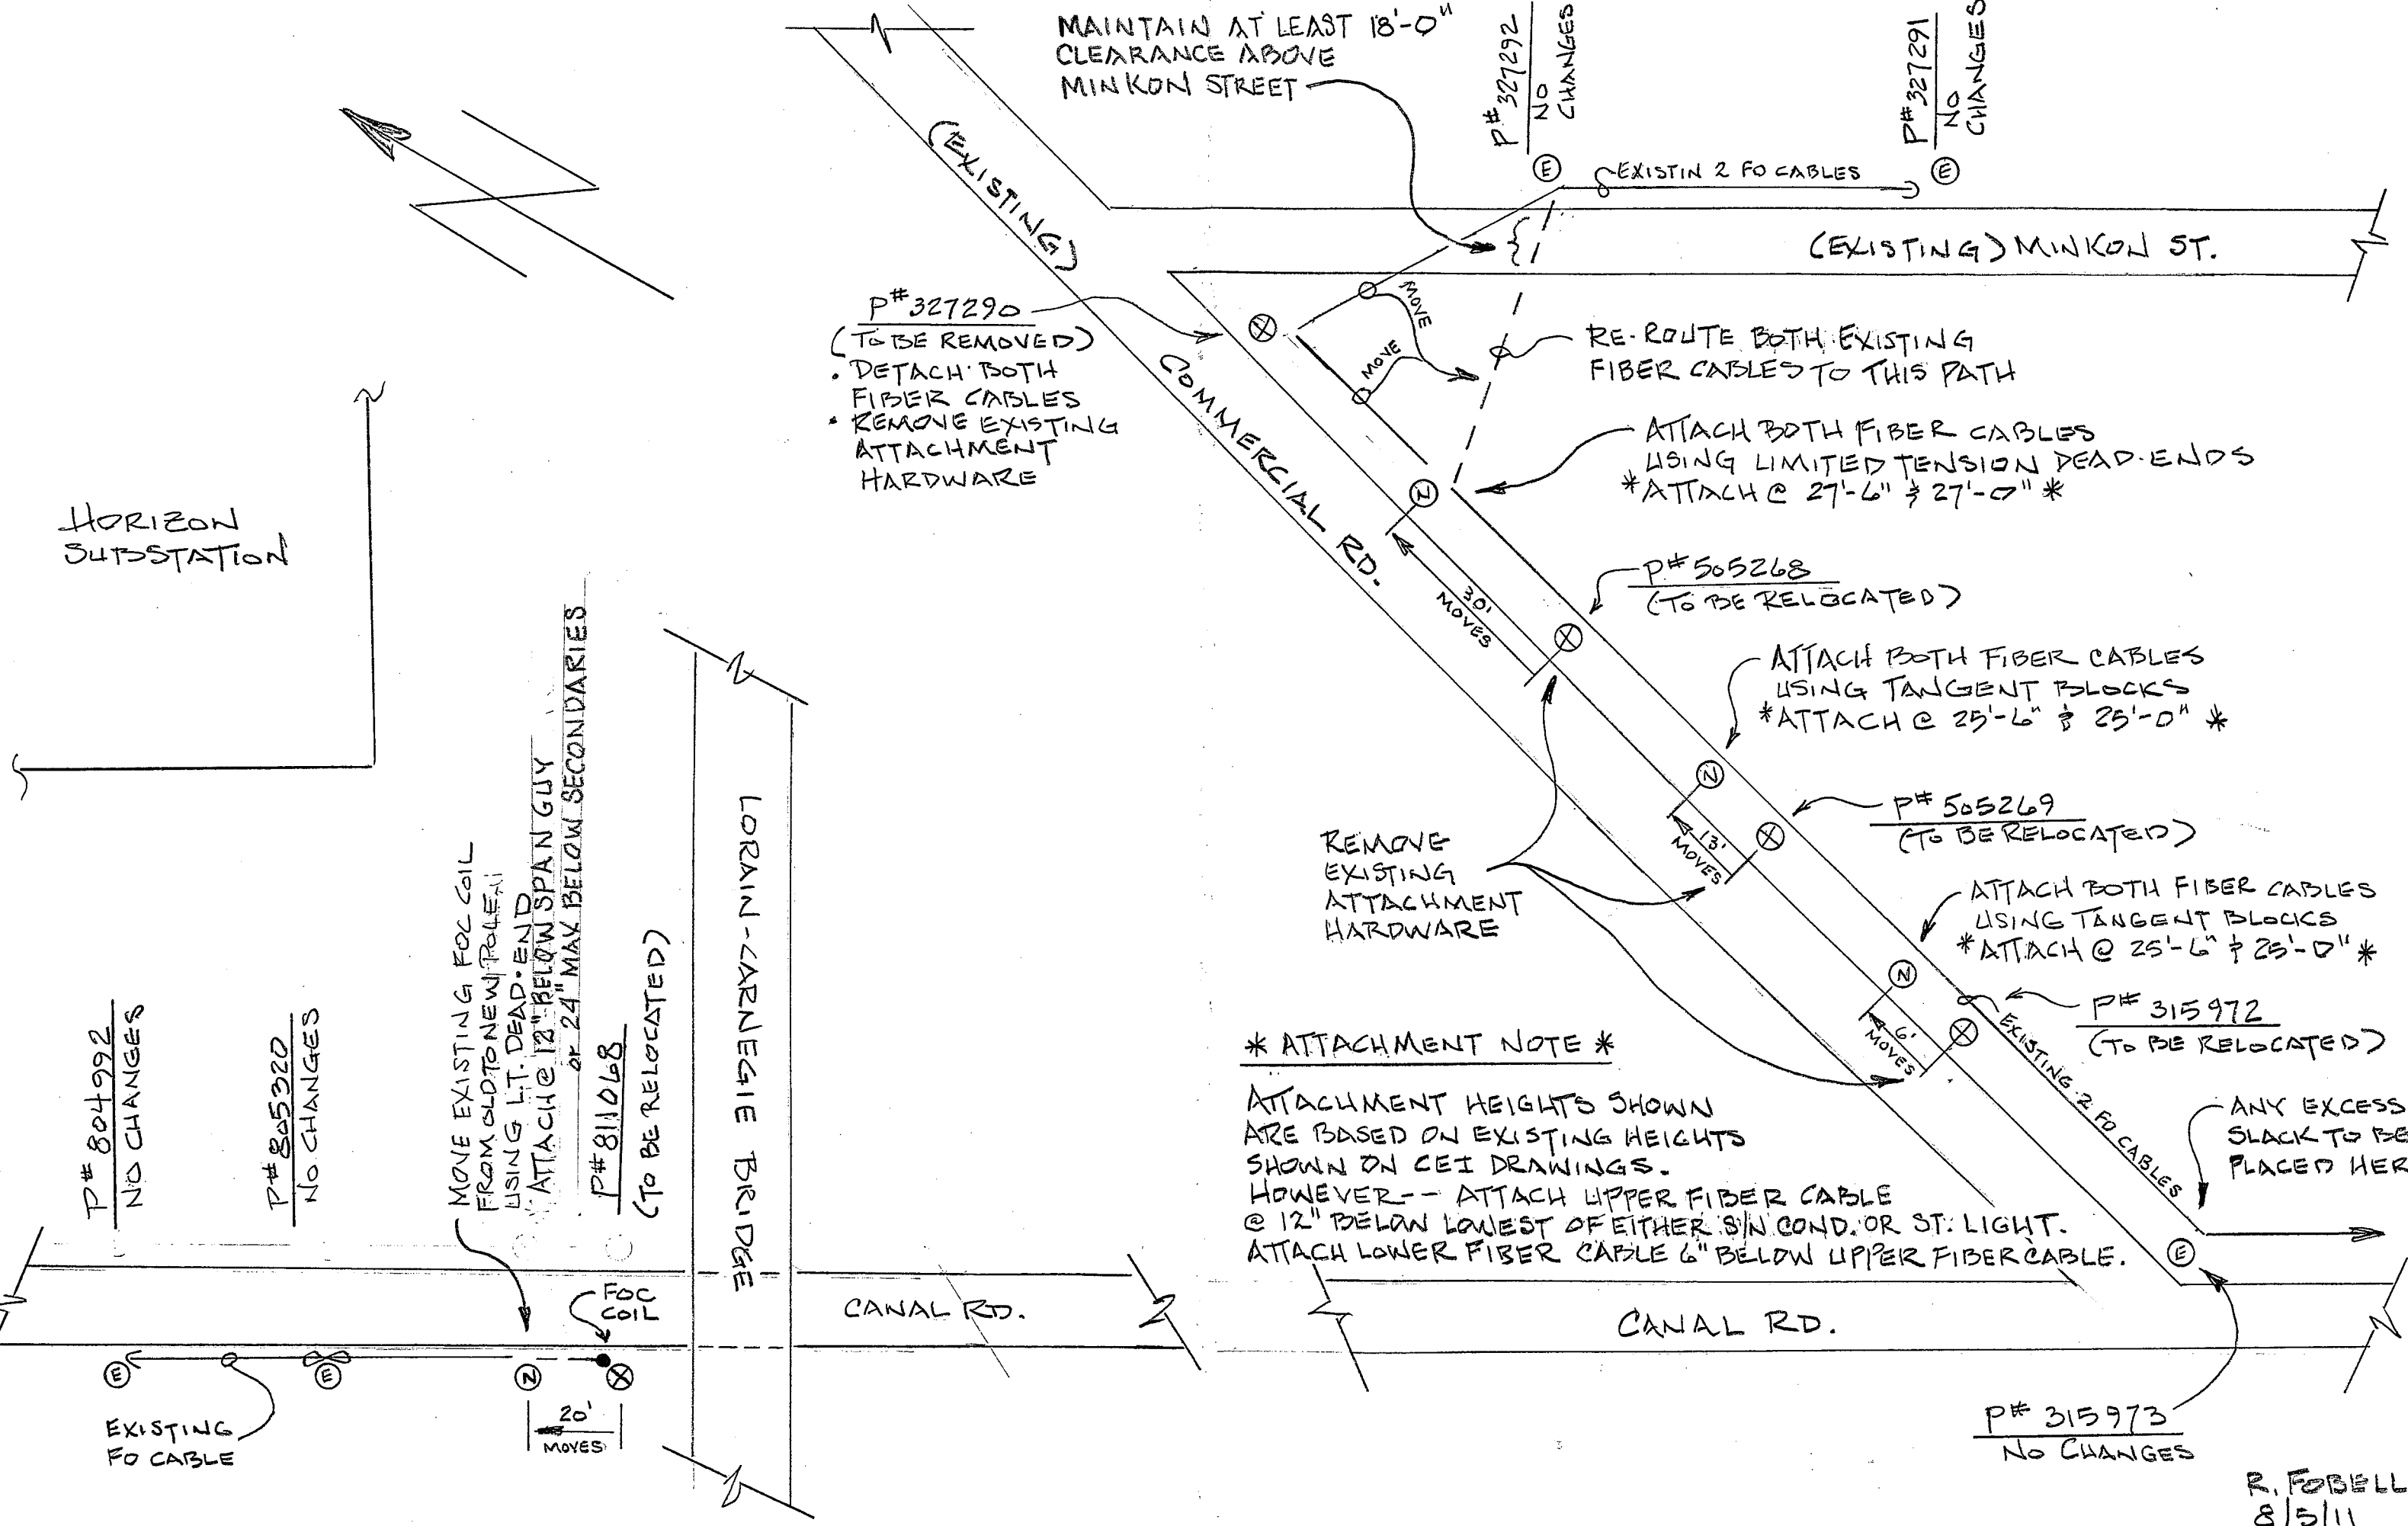 MAINTAIN AT LEAST 18'-0"
CLEARANCE ABOVE
MINKON STREET
P# 327292
NO
CHANGES
P# 327291
NO
CHANGES
E
E
EXISTIN 2 FO CABLES
(EXISTING) MINKON ST.
(EXISTING)
COMMERCIAL RD.
P# 327290
(TO BE REMOVED)
• DETACH BOTH
FIBER CABLES
• REMOVE EXISTING
ATTACHMENT
HARDWARE
MOVE
MOVE
RE-ROUTE BOTH EXISTING
FIBER CABLES TO THIS PATH
ATTACH BOTH FIBER CABLES
USING LIMITED TENSION DEAD-ENDS
*ATTACH @ 27'-6" & 27'-0" *
N
30'
MOVES
P# 505268
(TO BE RELOCATED)
ATTACH BOTH FIBER CABLES
USING TANGENT BLOCKS
*ATTACH @ 25'-6" & 25'-0" *
N
13'
MOVES
P# 505269
(TO BE RELOCATED)
REMOVE
EXISTING
ATTACHMENT
HARDWARE
ATTACH BOTH FIBER CABLES
USING TANGENT BLOCKS
*ATTACH @ 25'-6" & 25'-0" *
N
6'
MOVES
P# 315972
(TO BE RELOCATED)
EXISTING 2 FO CABLES
ANY EXCESS
SLACK TO BE
PLACED HER
E
* ATTACHMENT NOTE *
ATTACHMENT HEIGHTS SHOWN
ARE BASED ON EXISTING HEIGHTS
SHOWN ON CEI DRAWINGS.
HOWEVER-- ATTACH UPPER FIBER CABLE
@ 12" BELOW LOWEST OF EITHER S/N COND. OR ST. LIGHT.
ATTACH LOWER FIBER CABLE 6" BELOW UPPER FIBER CABLE.
CANAL RD.
P# 315973
NO CHANGES
R. FOBELL
8/5/11
HORIZON
SUBSTATION
P# 804992
NO CHANGES
P# 805320
NO CHANGES
MOVE EXISTING FOC COIL
FROM OLD TO NEW POLE
USING L.T. DEAD-END
ATTACH @ 12" BELOW SPAN GUY
or 24" MAX BELOW SECONDARIES
P# 811068
(TO BE RELOCATED)
LORAIN-CARNEGIE BRIDGE
CANAL RD.
FOC
COIL
E
E
N
20'
MOVES
EXISTING
FO CABLE